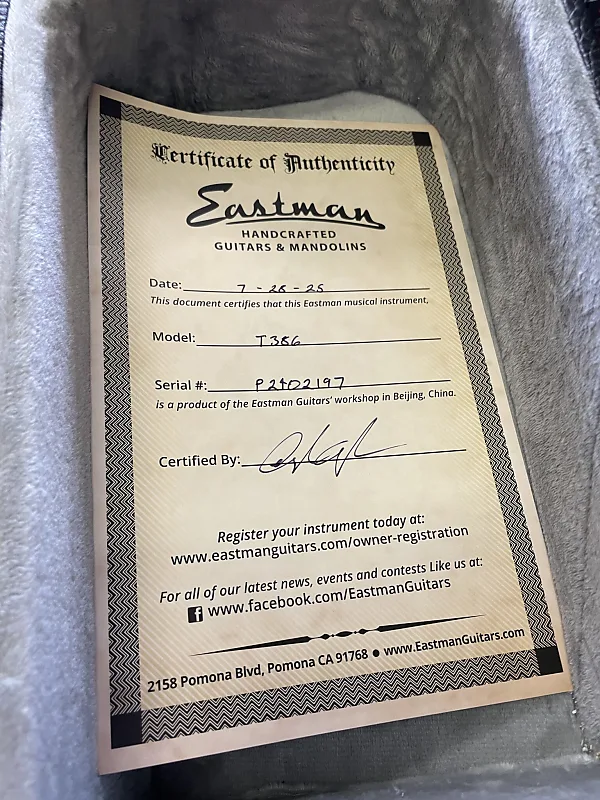 Certificate of Authenticity
Eastman
HANDCRAFTED
GUITARS & MANDOLINS
Date: 7 - 28 - 25
This document certifies that this Eastman musical instrument,
Model: T386
Serial #: P2402197
is a product of the Eastman Guitars' workshop in Beijing, China.
Certified By:
Register your instrument today at:
www.eastmanguitars.com/owner-registration
For all of our latest news, events and contests Like us at:
f www.facebook.com/EastmanGuitars
2158 Pomona Blvd, Pomona CA 91768 ● www.EastmanGuitars.com